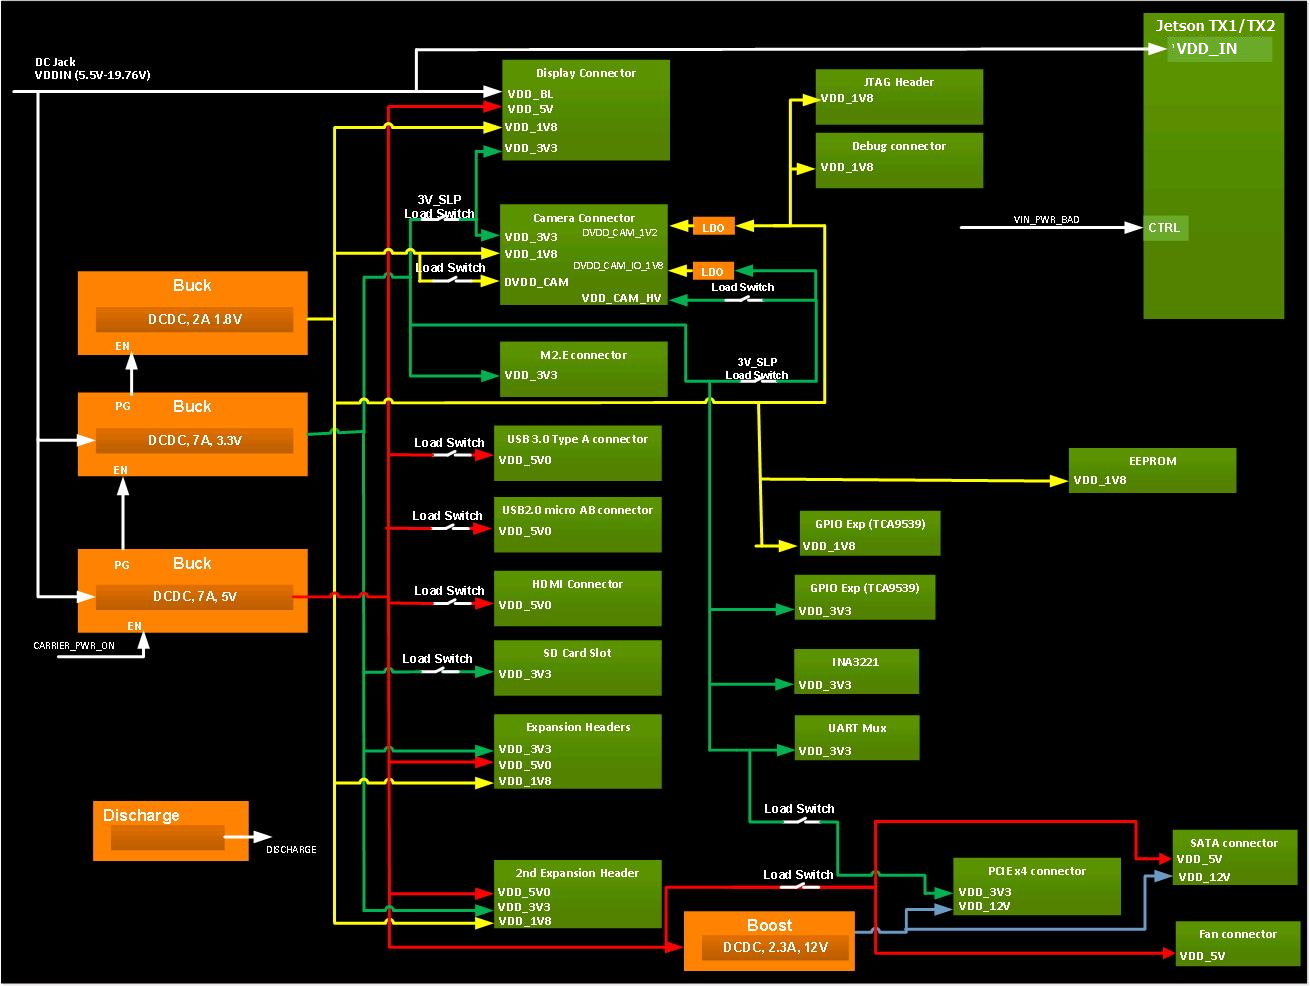 Jetson TX1/TX2
VDD_IN
DC Jack
VDDIN (5.5V-19.76V)
Display Connector
VDD_BL
VDD_5V
VDD_1V8
VDD_3V3
JTAG Header
VDD_1V8
Debug connector
VDD_1V8
3V_SLP
Load Switch
Camera Connector
DVDD_CAM_1V2
VDD_3V3
VDD_1V8
DVDD_CAM_IO_1V8
DVDD_CAM
VDD_CAM_HV
LDO
LDO
Load Switch
Load Switch
VIN_PWR_BAD
CTRL
Buck
DCDC, 2A 1.8V
EN
M2.E connector
VDD_3V3
3V_SLP
Load Switch
PG
Buck
DCDC, 7A, 3.3V
EN
Load Switch
USB 3.0 Type A connector
VDD_5V0
EEPROM
VDD_1V8
Load Switch
USB2.0 micro AB connector
VDD_5V0
GPIO Exp (TCA9539)
VDD_1V8
PG
Buck
DCDC, 7A, 5V
EN
CARRIER_PWR_ON
Load Switch
HDMI Connector
VDD_5V0
GPIO Exp (TCA9539)
VDD_3V3
Load Switch
SD Card Slot
VDD_3V3
INA3221
VDD_3V3
Expansion Headers
VDD_3V3
VDD_5V0
VDD_1V8
UART Mux
VDD_3V3
Discharge
DISCHARGE
Load Switch
2nd Expansion Header
VDD_5V0
VDD_3V3
VDD_1V8
Load Switch
Boost
DCDC, 2.3A, 12V
PCIE x4 connector
VDD_3V3
VDD_12V
SATA connector
VDD_5V
VDD_12V
Fan connector
VDD_5V